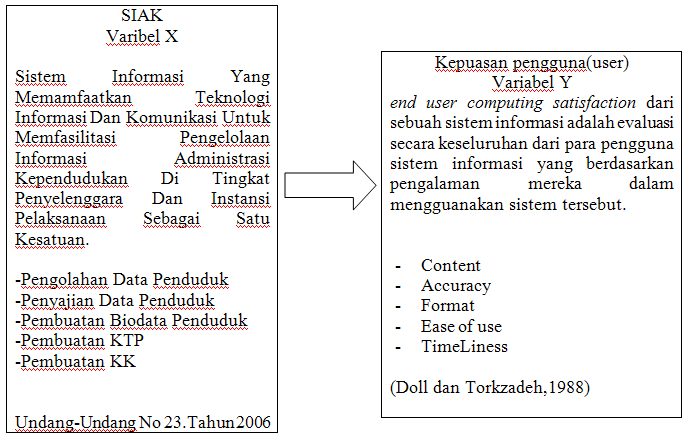 SIAK
Varibel X
Sistem Informasi Yang
Memamfaatkan Teknologi
Informasi Dan Komunikasi Untuk
Memfasilitasi Pengelolaan
Informasi Administrasi
Kependudukan Di Tingkat
Penyelenggara Dan Instansi
Pelaksanaan Sebagai Satu
Kesatuan.
-Pengolahan Data Penduduk
-Penyajian Data Penduduk
-Pembuatan Biodata Penduduk
-Pembuatan KTP
-Pembuatan KK
Undang-Undang No 23.Tahun 2006
Kepuasan pengguna(user)
Variabel Y
end user computing satisfaction dari
sebuah sistem informasi adalah evaluasi
secara keseluruhan dari para pengguna
sistem informasi yang berdasarkan
pengalaman mereka dalam
mengguanakan sistem tersebut.
- Content
- Accuracy
- Format
- Ease of use
- TimeLiness
(Doll dan Torkzadeh,1988)